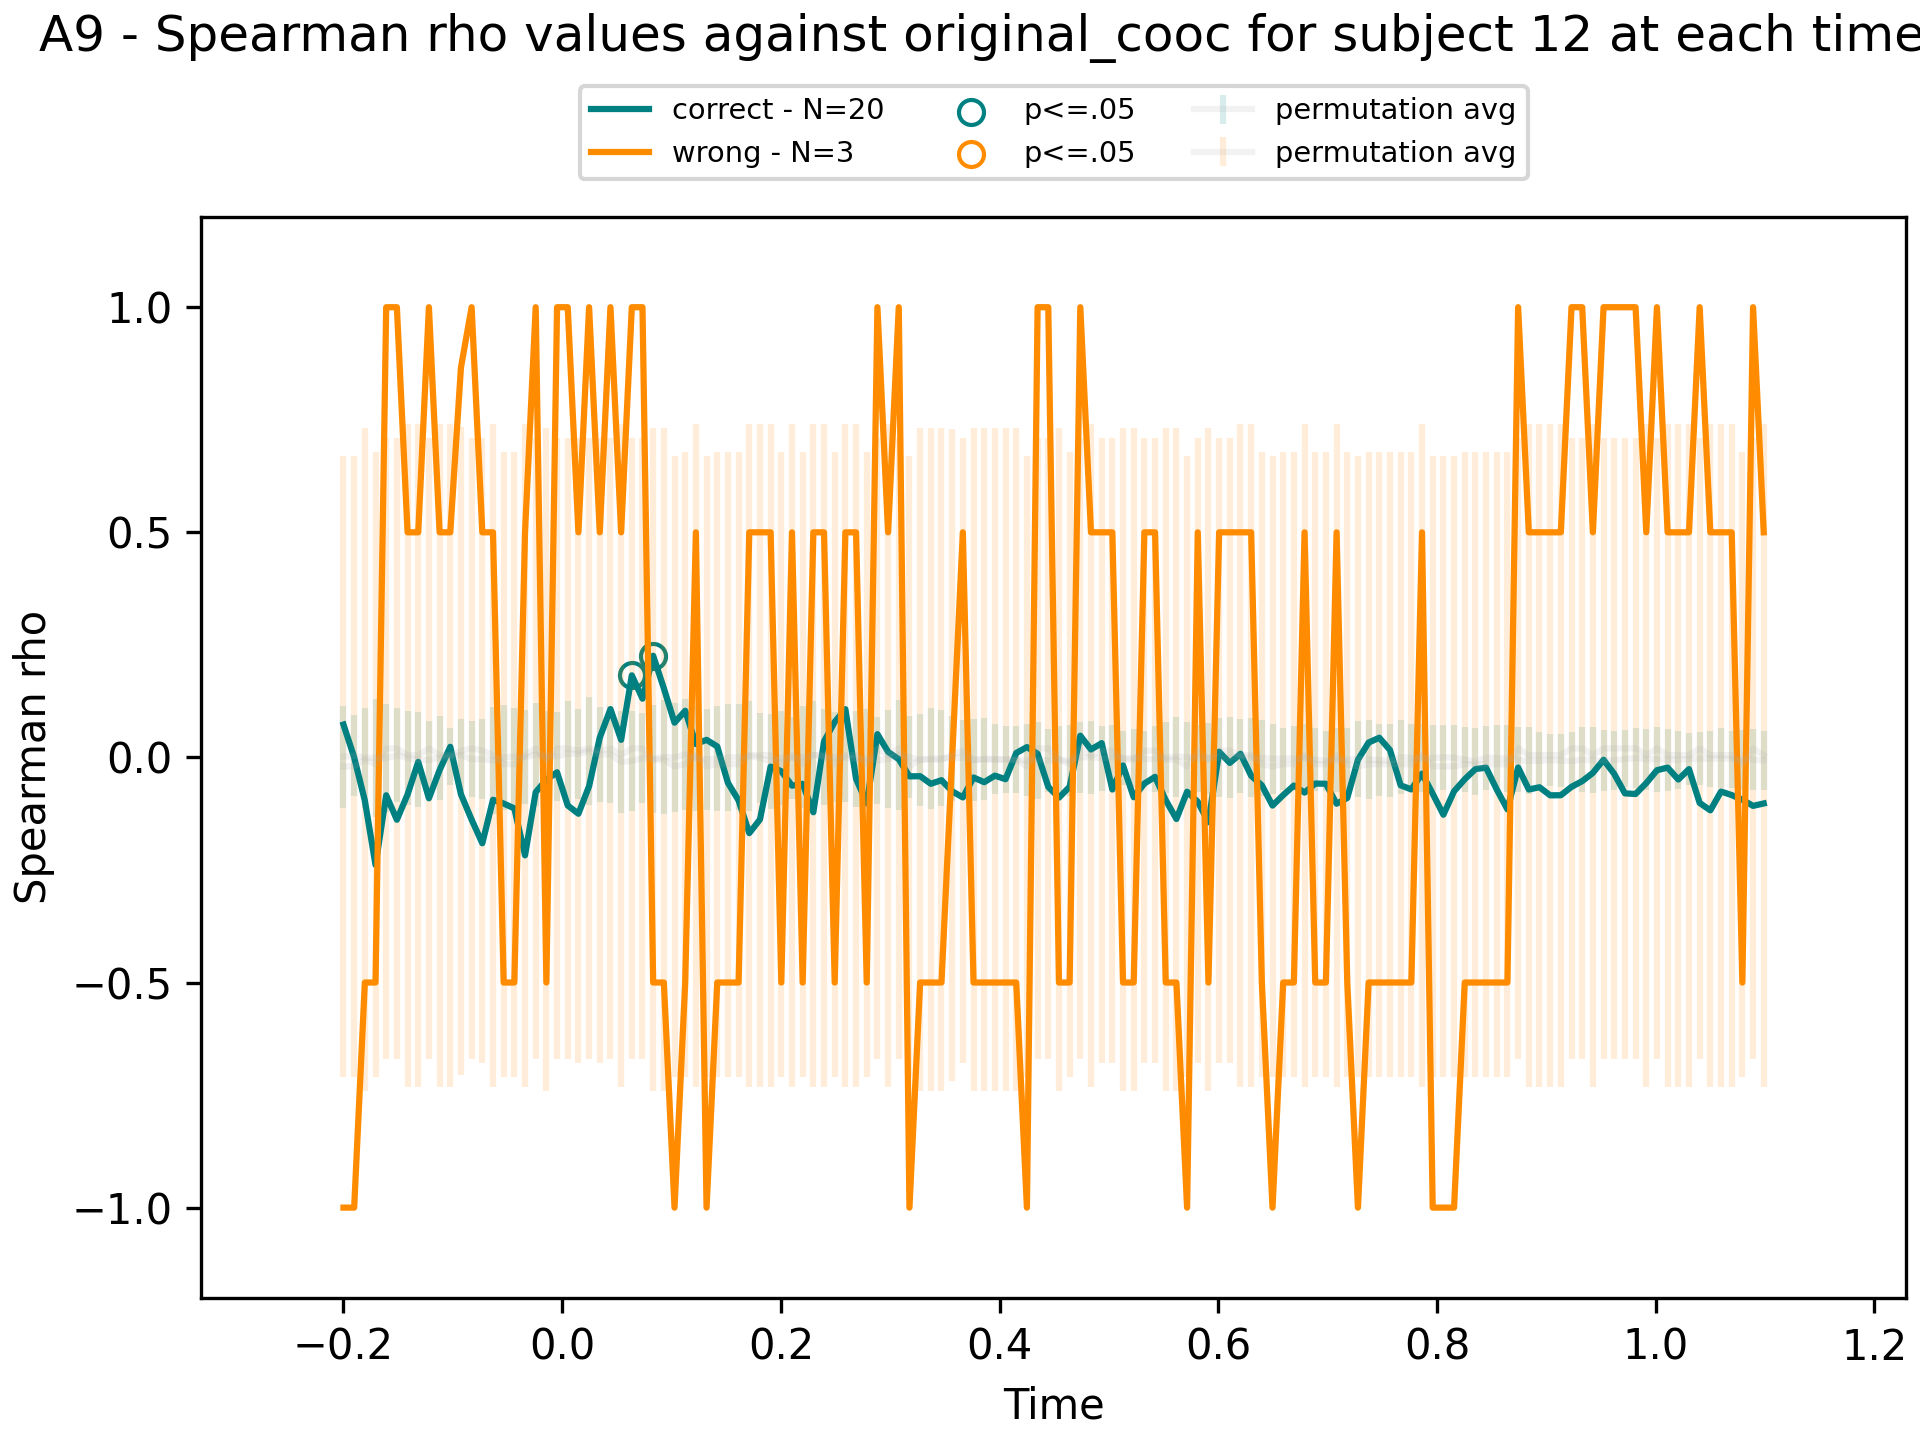 A9 - Spearman rho values against original_cooc for subject 12 at each time
correct - N=20
wrong - N=3
p<=.05
p<=.05
permutation avg
permutation avg
Spearman rho
1.0
0.5
0.0
−0.5
−1.0
−0.2
0.0
0.2
0.4
0.6
0.8
1.0
1.2
Time